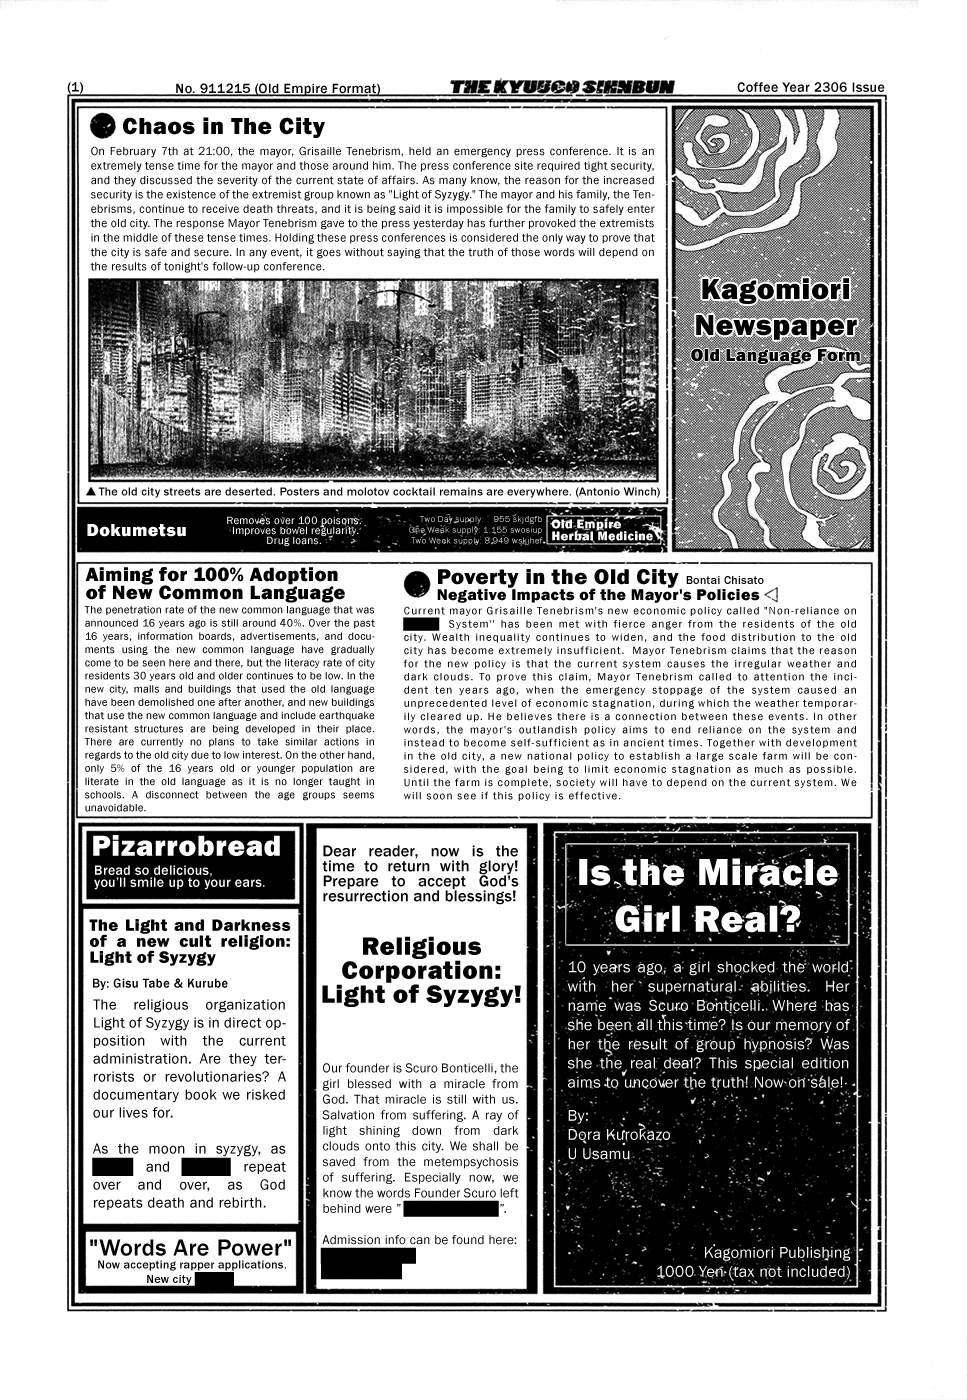 (1)
No. 911215 (Old Empire Format)
THE KYUUCO SHINBUN
Coffee Year 2306 Issue
Chaos in The City
On February 7th at 21:00, the mayor, Grisaille Tenebrism, held an emergency press conference. It is an
extremely tense time for the mayor and those around him. The press conference site required tight security,
and they discussed the severity of the current state of affairs. As many know, the reason for the increased
security is the existence of the extremist group known as "Light of Syzygy." The mayor and his family, the Ten-
ebrisms, continue to receive death threats, and it is being said it is impossible for the family to safely enter
the old city. The response Mayor Tenebrism gave to the press yesterday has further provoked the extremists
in the middle of these tense times. Holding these press conferences is considered the only way to prove that
the city is safe and secure. In any event, it goes without saying that the truth of those words will depend on
the results of tonight's follow-up conference.
▲ The old city streets are deserted. Posters and molotov cocktail remains are everywhere. (Antonio Winch)
Kagomiori
Newspaper
Old Language Form
Dokumetsu
Removes over 100 poisons.
Improves bowel regularity.
Drug loans.
Two Day supply: 955 skjdgfb
One Week supply: 1.155 swosiup
Two Week supply: 8,949 wskjhef
Old Empire
Herbal Medicine
Aiming for 100% Adoption
of New Common Language
The penetration rate of the new common language that was
announced 16 years ago is still around 40%. Over the past
16 years, information boards, advertisements, and docu-
ments using the new common language have gradually
come to be seen here and there, but the literacy rate of city
residents 30 years old and older continues to be low. In the
new city, malls and buildings that used the old language
have been demolished one after another, and new buildings
that use the new common language and include earthquake
resistant structures are being developed in their place.
There are currently no plans to take similar actions in
regards to the old city due to low interest. On the other hand,
only 5% of the 16 years old or younger population are
literate in the old language as it is no longer taught in
schools. A disconnect between the age groups seems
unavoidable.
Poverty in the Old City Bontai Chisato
Negative Impacts of the Mayor's Policies
Current mayor Grisaille Tenebrism's new economic policy called "Non-reliance on
System" has been met with fierce anger from the residents of the old
city. Wealth inequality continues to widen, and the food distribution to the old
city has become extremely insufficient. Mayor Tenebrism claims that the reason
for the new policy is that the current system causes the irregular weather and
dark clouds. To prove this claim, Mayor Tenebrism called to attention the inci-
dent ten years ago, when the emergency stoppage of the system caused an
unprecedented level of economic stagnation, during which the weather temporar-
ily cleared up. He believes there is a connection between these events. In other
words, the mayor's outlandish policy aims to end reliance on the system and
instead to become self-sufficient as in ancient times. Together with development
in the old city, a new national policy to establish a large scale farm will be con-
sidered, with the goal being to limit economic stagnation as much as possible.
Until the farm is complete, society will have to depend on the current system. We
will soon see if this policy is effective.
Pizarrobread
Bread so delicious,
you'll smile up to your ears.
The Light and Darkness
of a new cult religion:
Light of Syzygy
By: Gisu Tabe & Kurube
The religious organization
Light of Syzygy is in direct op-
position with the current
administration. Are they ter-
rorists or revolutionaries? A
documentary book we risked
our lives for.
As the moon in syzygy, as
and repeat
over and over, as God
repeats death and rebirth.
"Words Are Power"
Now accepting rapper applications.
New city
Dear reader, now is the
time to return with glory!
Prepare to accept God's
resurrection and blessings!
Religious
Corporation:
Light of Syzygy!
Our founder is Scuro Bonticelli, the
girl blessed with a miracle from
God. That miracle is still with us.
Salvation from suffering. A ray of
light shining down from dark
clouds onto this city. We shall be
saved from the metempsychosis
of suffering. Especially now, we
know the words Founder Scuro left
behind were " ".
Admission info can be found here:
Is the Miracle
Girl Real?
10 years ago, a girl shocked the world
with her supernatural abilities. Her
name was Scuro Bonticelli. Where has
she been all this time? Is our memory of
her the result of group hypnosis? Was
she the real deal? This special edition
aims to uncover the truth! Now on sale!
By:
Dora Kurokazo
U Usamu
Kagomiori Publishing
1000 Yen (tax not included)